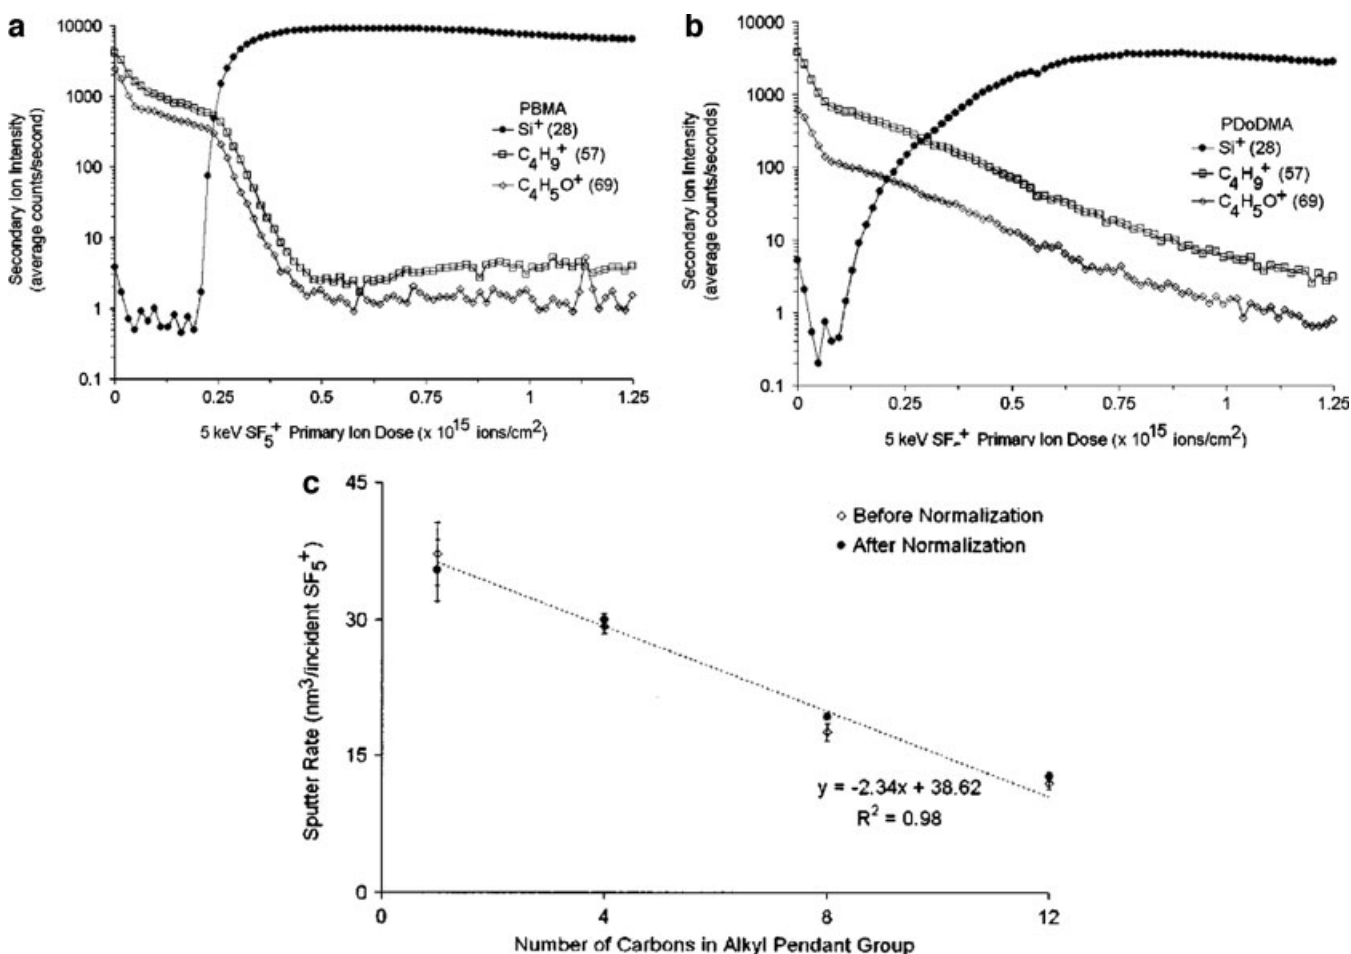 a
10000
1000
100
10
1
0.1
Secondary Ion Intensity
(average counts/second)
PBMA
Si⁺ (28)
C₄H₉⁺ (57)
C₄H₅O⁺ (69)
0 0.25 0.5 0.75 1 1.25
5 keV SF₅⁺ Primary Ion Dose (x 10¹⁵ ions/cm²)
b
10000
1000
100
10
1
0.1
Secondary Ion Intensity
(average counts/seconds)
PDoDMA
Si⁺ (28)
C₄H₉⁺ (57)
C₄H₅O⁺ (69)
0 0.25 0.5 0.75 1 1.25
5 keV SF₅⁺ Primary Ion Dose (x 10¹⁵ ions/cm²)
c
45
30
15
0
Sputter Rate (nm³/incident SF₅⁺)
Before Normalization
After Normalization
y = -2.34x + 38.62
R² = 0.98
0 4 8 12
Number of Carbons in Alkyl Pendant Group